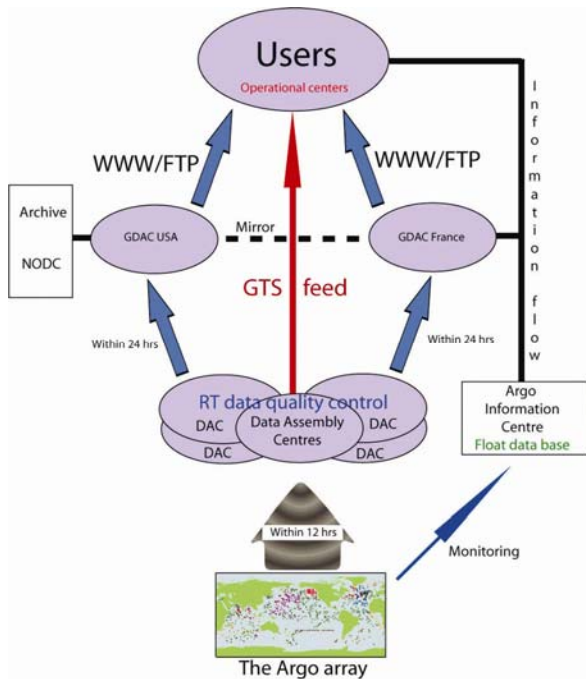 Users
Operational centers
WWW/FTP
WWW/FTP
Information flow
Archive
NODC
GDAC USA
Mirror
GDAC France
GTS feed
Within 24 hrs
Within 24 hrs
RT data quality control
DAC
Data Assembly
Centres
DAC
DAC
DAC
Argo
Information
Centre
Float data base
Within 12 hrs
Monitoring
The Argo array